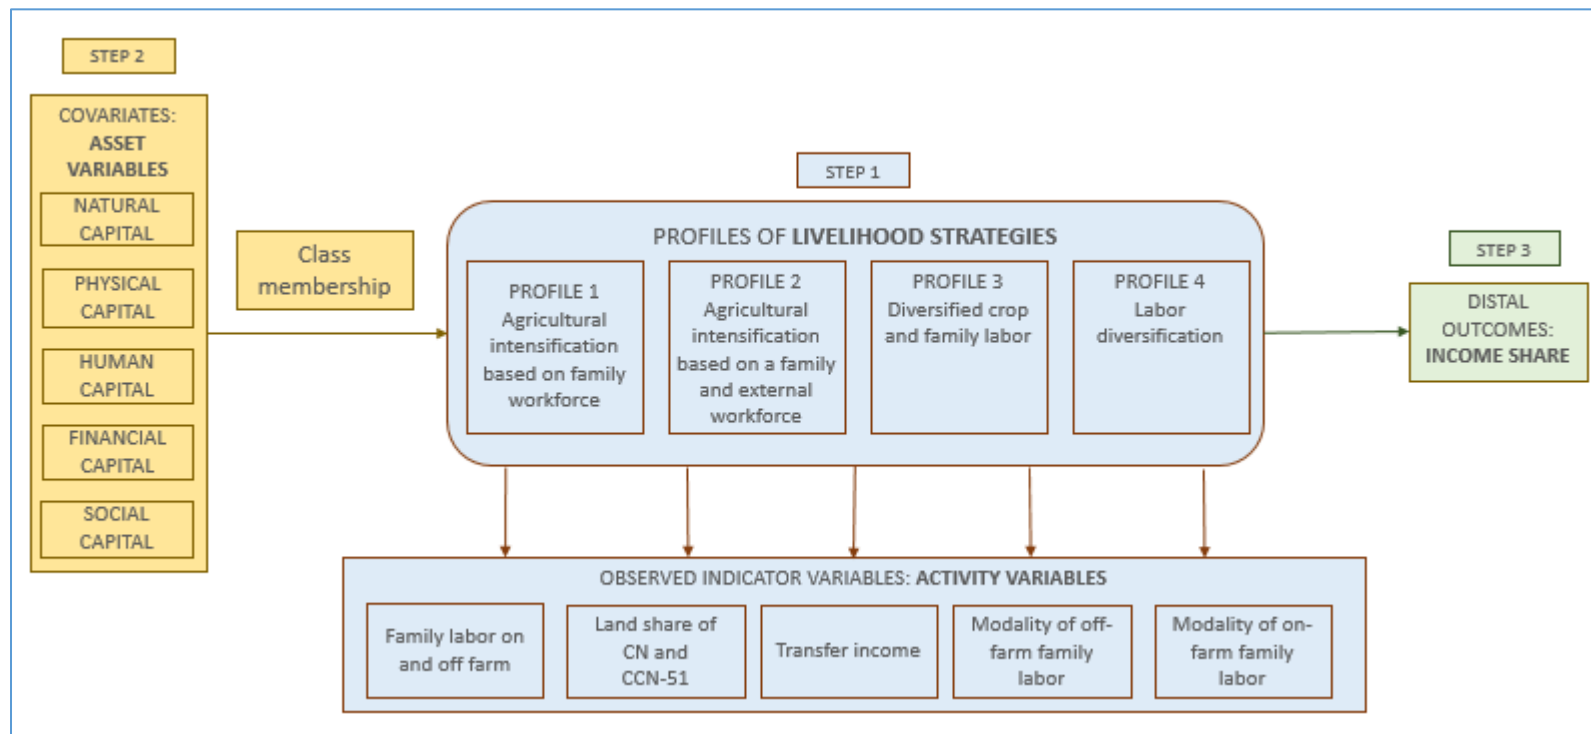 STEP 2
COVARIATES:
ASSET
VARIABLES
NATURAL
CAPITAL
PHYSICAL
CAPITAL
HUMAN
CAPITAL
FINANCIAL
CAPITAL
SOCIAL
CAPITAL
Class
membership
STEP 1
PROFILES OF LIVELIHOOD STRATEGIES
PROFILE 1
Agricultural
intensification
based on family
workforce
PROFILE 2
Agricultural
intensification
based on a family
and external
workforce
PROFILE 3
Diversified crop
and family labor
PROFILE 4
Labor
diversification
OBSERVED INDICATOR VARIABLES: ACTIVITY VARIABLES
Family labor on
and off farm
Land share of
CN and
CCN-51
Transfer income
Modality of off-
farm family
labor
Modality of on-
farm family
labor
STEP 3
DISTAL
OUTCOMES:
INCOME SHARE